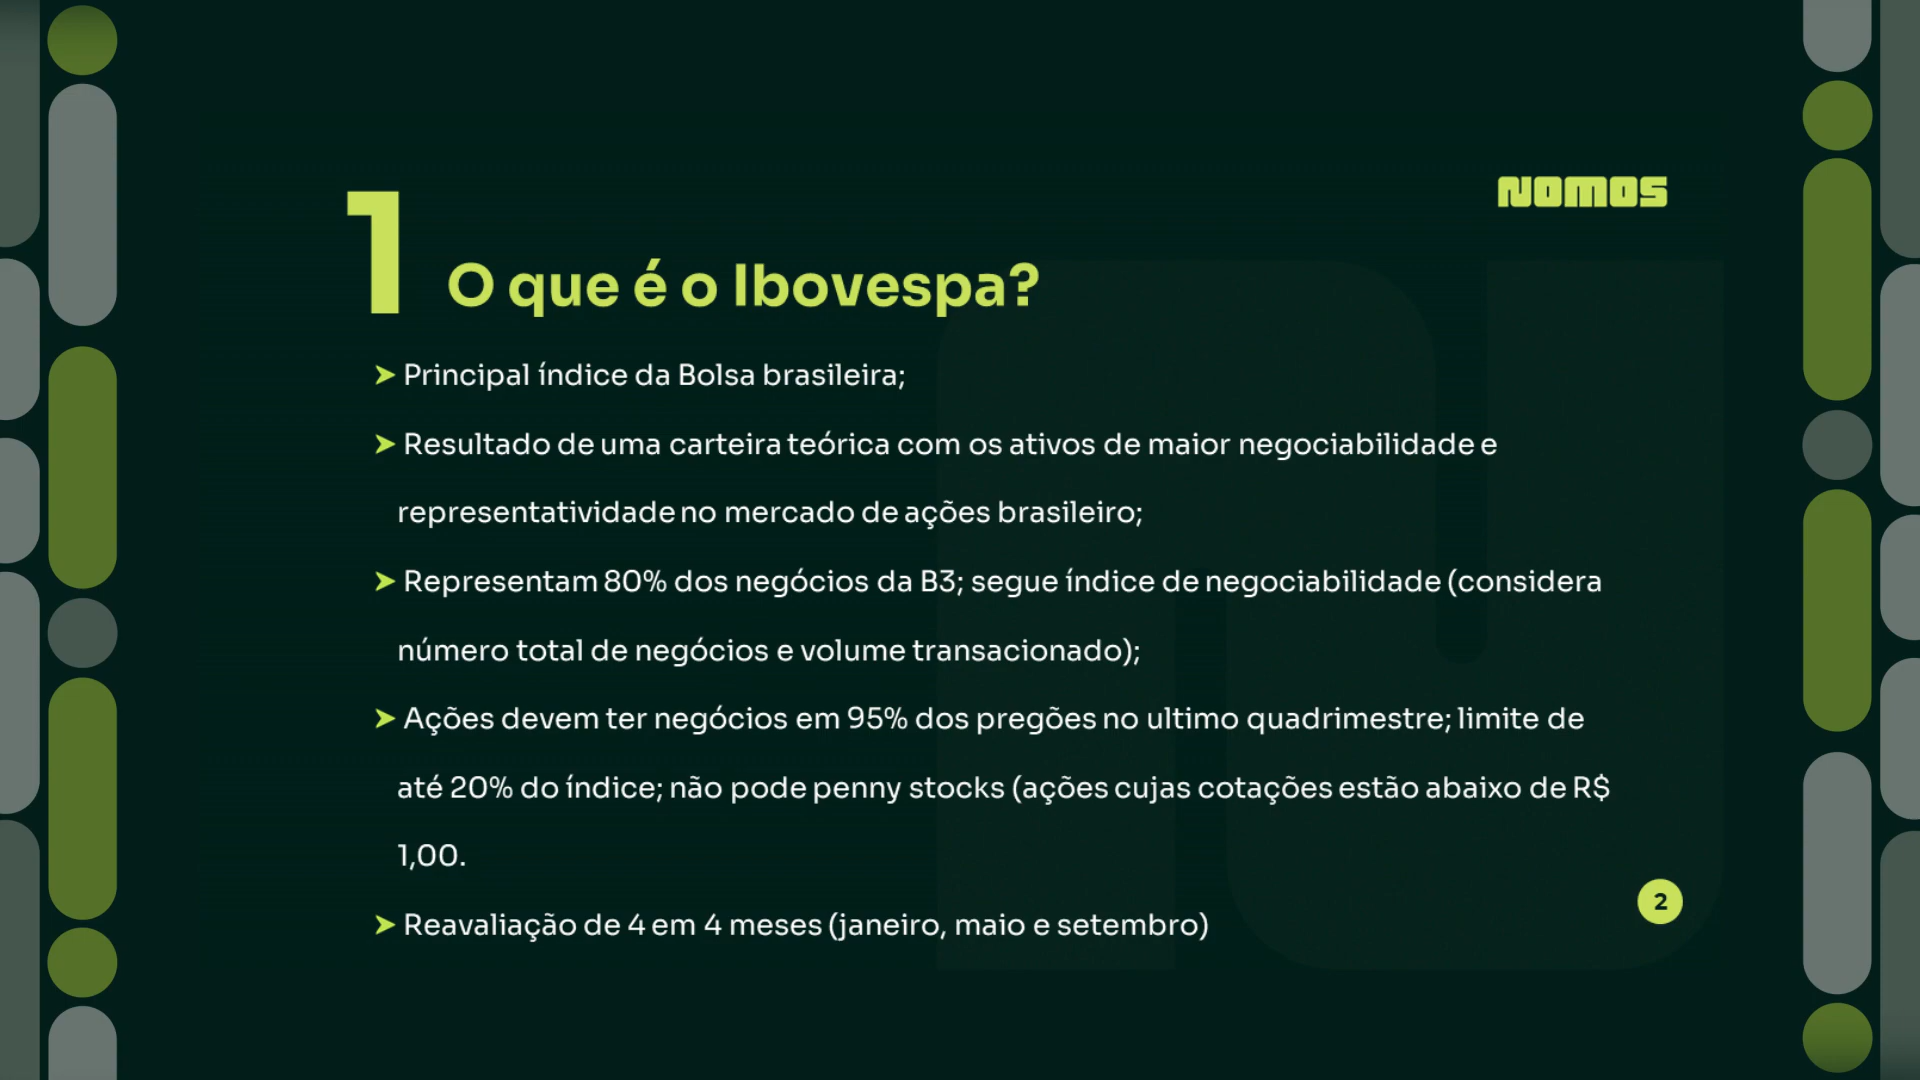 NOMOS
1 O que é o Ibovespa?
➤ Principal índice da Bolsa brasileira;
➤ Resultado de uma carteira teórica com os ativos de maior negociabilidade e
representatividade no mercado de ações brasileiro;
➤ Representam 80% dos negócios da B3; segue índice de negociabilidade (considera
número total de negócios e volume transacionado);
➤ Ações devem ter negócios em 95% dos pregões no ultimo quadrimestre; limite de
até 20% do índice; não pode penny stocks (ações cujas cotações estão abaixo de R$
1,00.
➤ Reavaliação de 4 em 4 meses (janeiro, maio e setembro)
2